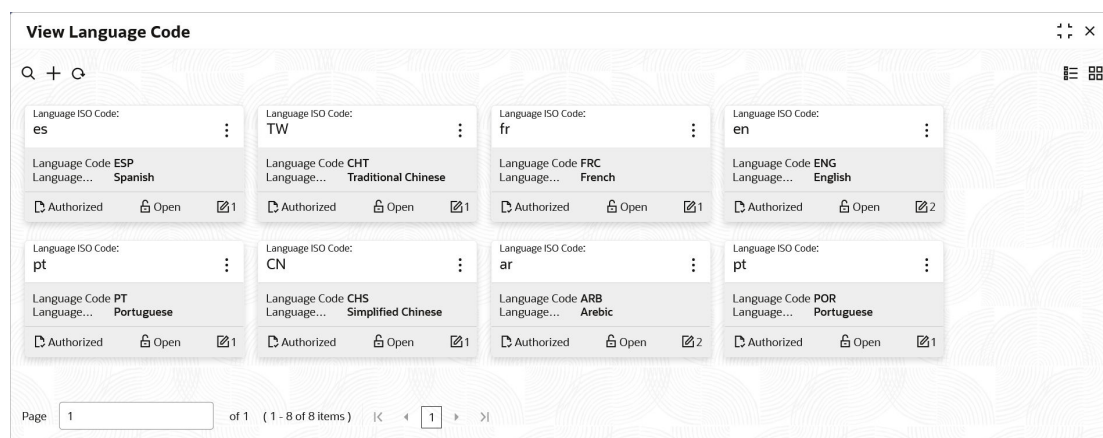 View Language Code
Language ISO Code:
es
Language Code ESP
Language... Spanish
Authorized Open 1
Language ISO Code:
TW
Language Code CHT
Language... Traditional Chinese
Authorized Open 1
Language ISO Code:
fr
Language Code FRC
Language... French
Authorized Open 1
Language ISO Code:
en
Language Code ENG
Language... English
Authorized Open 2
Language ISO Code:
pt
Language Code PT
Language... Portuguese
Authorized Open 1
Language ISO Code:
CN
Language Code CHS
Language... Simplified Chinese
Authorized Open 1
Language ISO Code:
ar
Language Code ARB
Language... Arebic
Authorized Open 2
Language ISO Code:
pt
Language Code POR
Language... Portuguese
Authorized Open 1
Page 1 of 1 ( 1 - 8 of 8 items ) 1